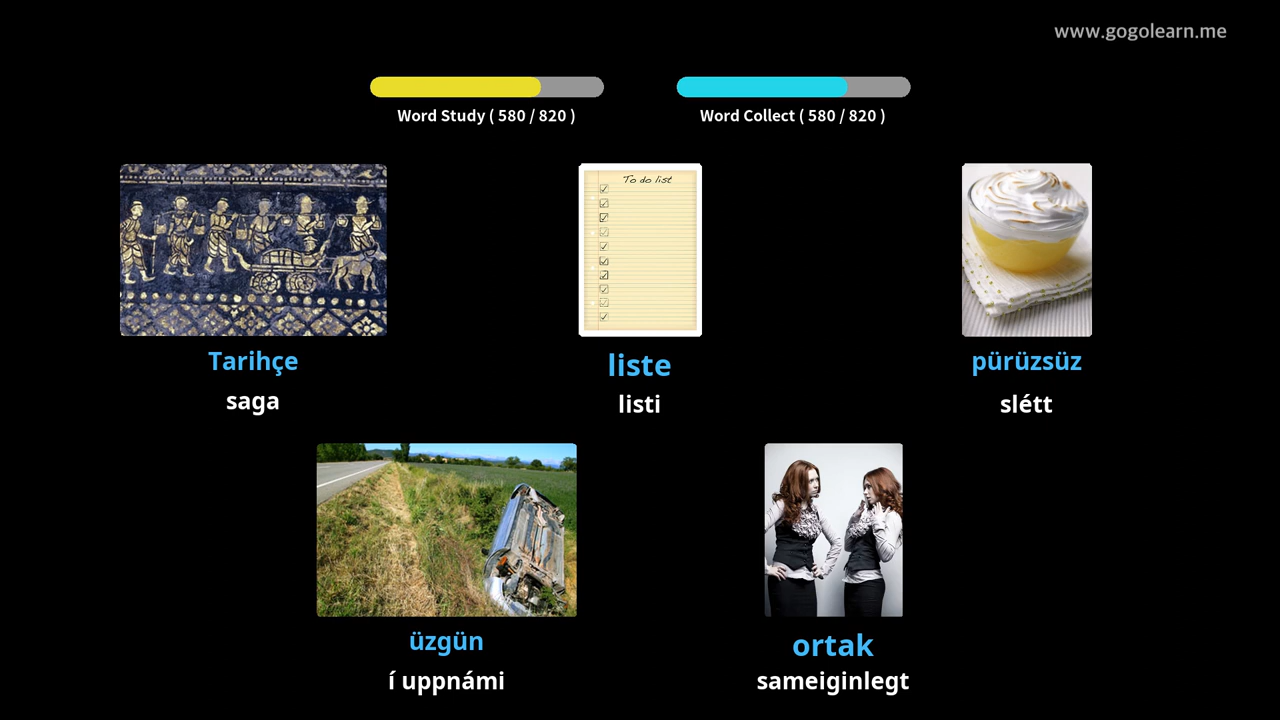 www.gogolearn.me
Word Study ( 580 / 820 )
Word Collect ( 580 / 820 )
To do list
Tarihçe
saga
liste
listi
pürüzsüz
slétt
üzgün
í uppnámi
ortak
sameiginlegt